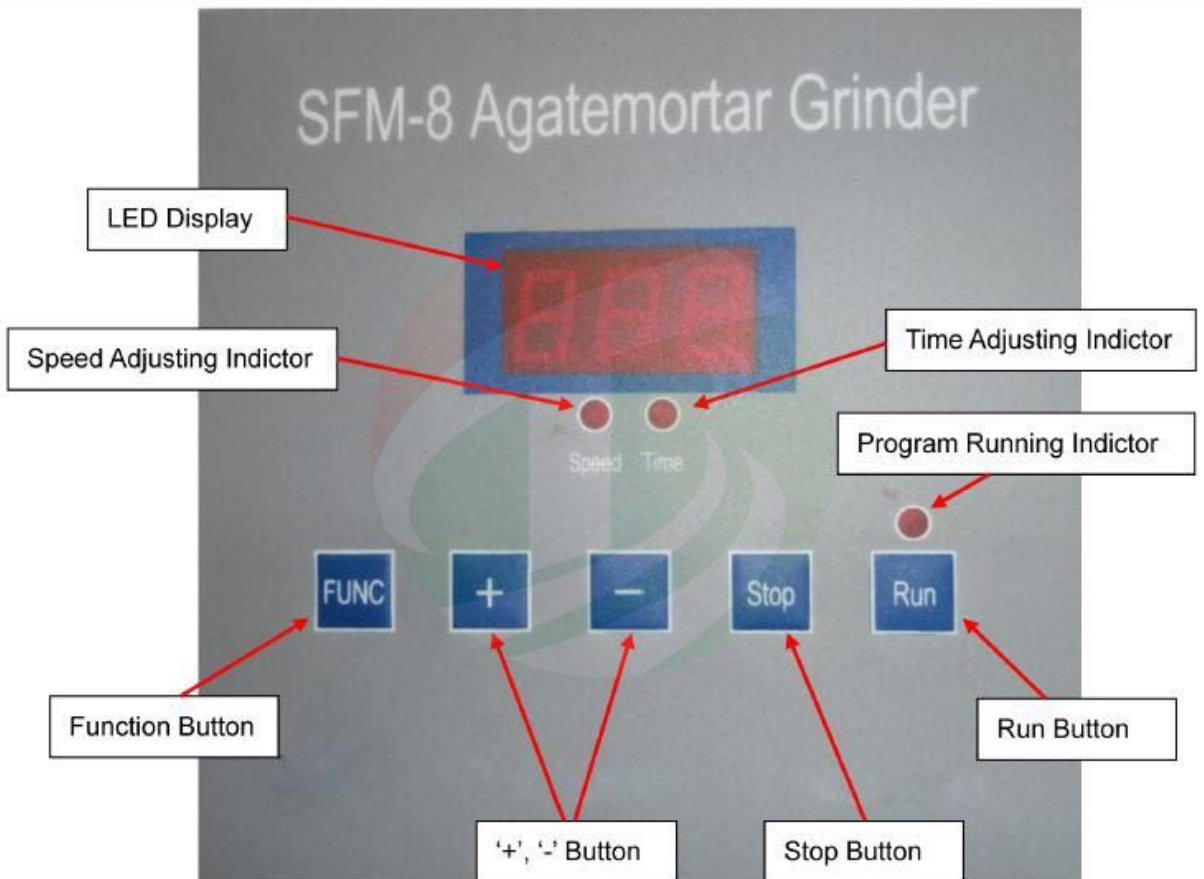 SFM-8 Agatemortar Grinder
LED Display
Speed Adjusting Indictor
Time Adjusting Indictor
Speed Time
Program Running Indictor
FUNC + − Stop Run
Function Button
Run Button
‘+’, ‘-’ Button
Stop Button